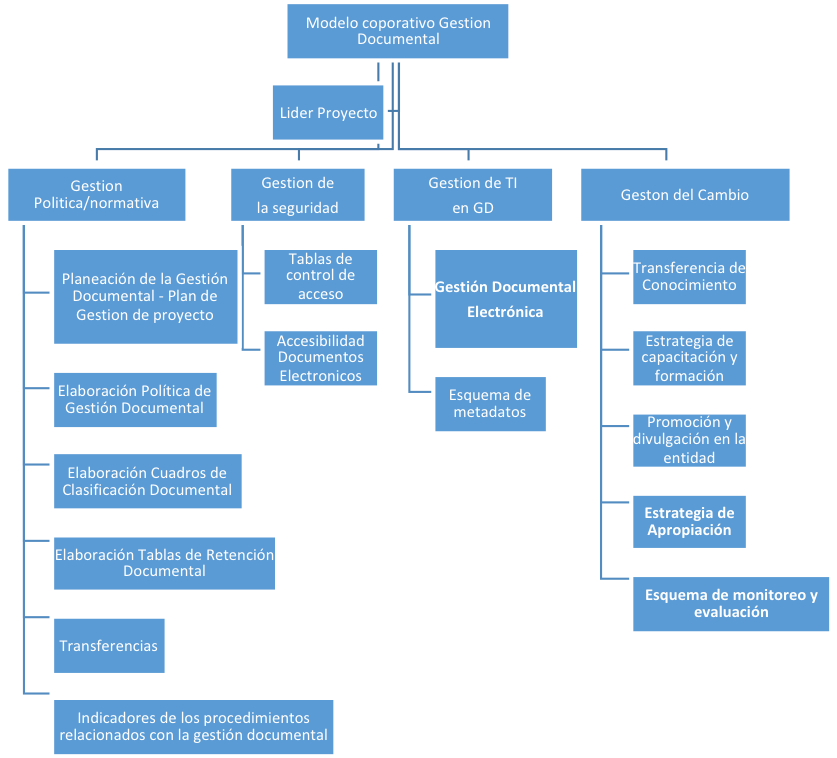 Modelo coporativo Gestion
Documental
Lider Proyecto
Gestion
Politica/normativa
Planeación de la Gestión
Documental - Plan de
Gestion de proyecto
Elaboración Política de
Gestión Documental
Elaboración Cuadros de
Clasificación Documental
Elaboración Tablas de Retención
Documental
Transferencias
Indicadores de los procedimientos
relacionados con la gestión documental
Gestion de
la seguridad
Tablas de
control de
acceso
Accesibilidad
Documentos
Electronicos
Gestion de TI
en GD
Gestión Documental
Electrónica
Esquema de
metadatos
Geston del Cambio
Transferencia de
Conocimiento
Estrategia de
capacitación y
formación
Promoción y
divulgación en la
entidad
Estrategia de
Apropiación
Esquema de monitoreo y
evaluación